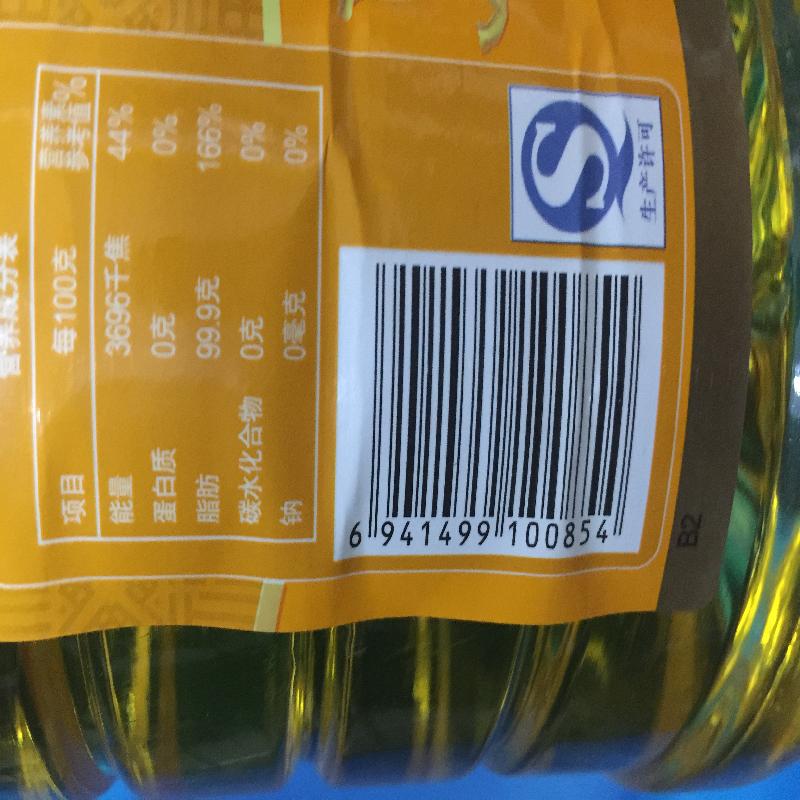 营养成分表
项目 每100克 营养素参考值%
能量 3696千焦 44%
蛋白质 0克 0%
脂肪 99.9克 166%
碳水化合物 0克 0%
钠 0毫克 0%
生产许可
6 941499 100854
B2